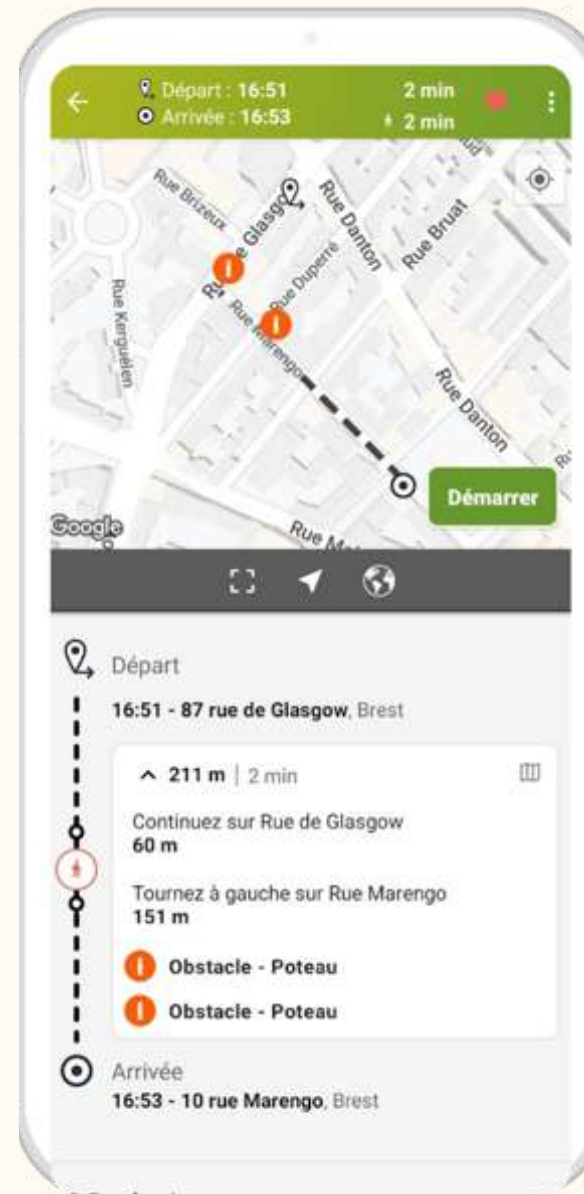 Départ : 16:51
2 min
Arrivée : 16:53
2 min
Rue Brizeux
Rue Danton
Rue Bruat
Glasgow
Rue Duperré
Rue Kerguélen
Rue Marengo
Rue Danton
Démarrer
Google
Rue
Départ
16:51 - 87 rue de Glasgow, Brest
211 m | 2 min
Continuez sur Rue de Glasgow
60 m
Tournez à gauche sur Rue Marengo
151 m
Obstacle - Poteau
Obstacle - Poteau
Arrivée
16:53 - 10 rue Marengo, Brest